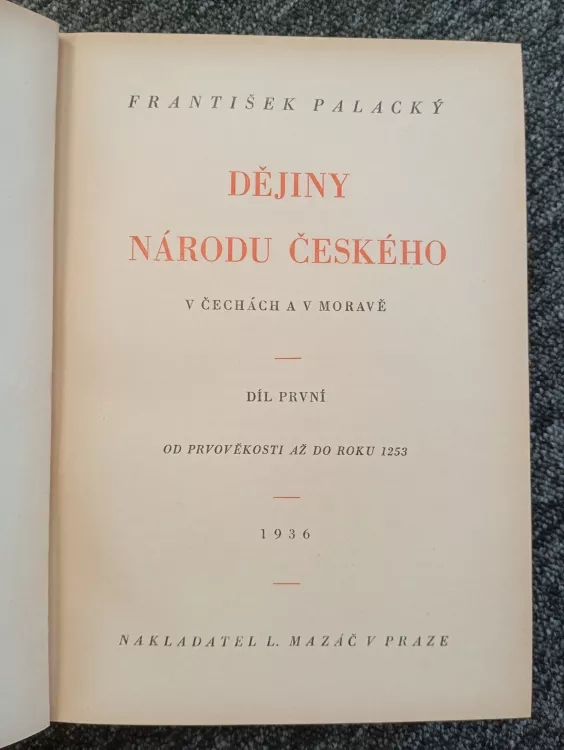 FRANTIŠEK PALACKÝ
DĚJINY
NÁRODU ČESKÉHO
V ČECHÁCH A V MORAVĚ
DÍL PRVNÍ
OD PRVOVĚKOSTI AŽ DO ROKU 1253
1936
NAKLADATEL L. MAZÁČ V PRAZE